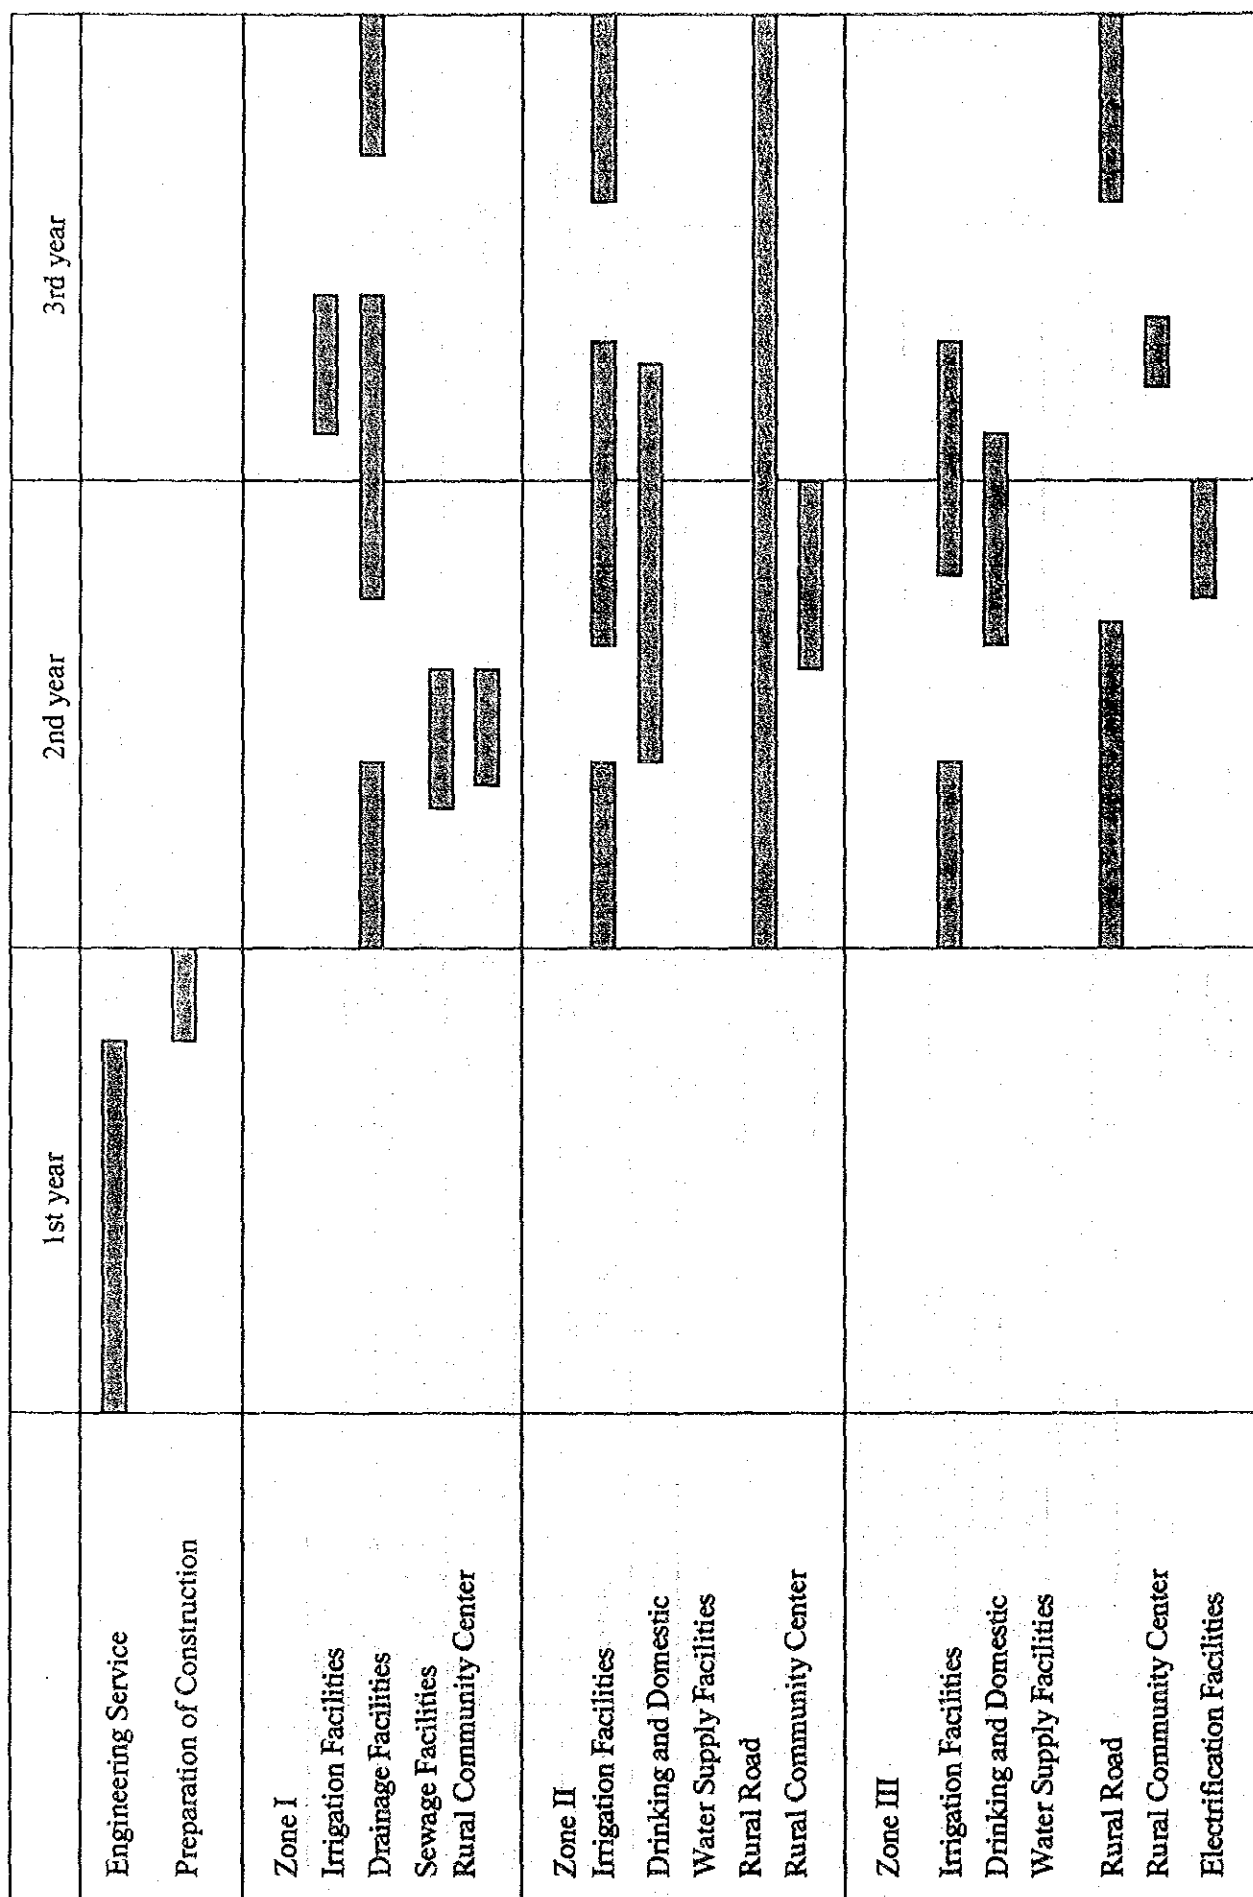 1st year
2nd year
3rd year
Engineering Service
Preparation of Construction
Zone I
Irrigation Facilities
Drainage Facilities
Sewage Facilities
Rural Community Center
Zone II
Irrigation Facilities
Drinking and Domestic
Water Supply Facilities
Rural Road
Rural Community Center
Zone III
Irrigation Facilities
Drinking and Domestic
Water Supply Facilities
Rural Road
Rural Community Center
Electrification Facilities